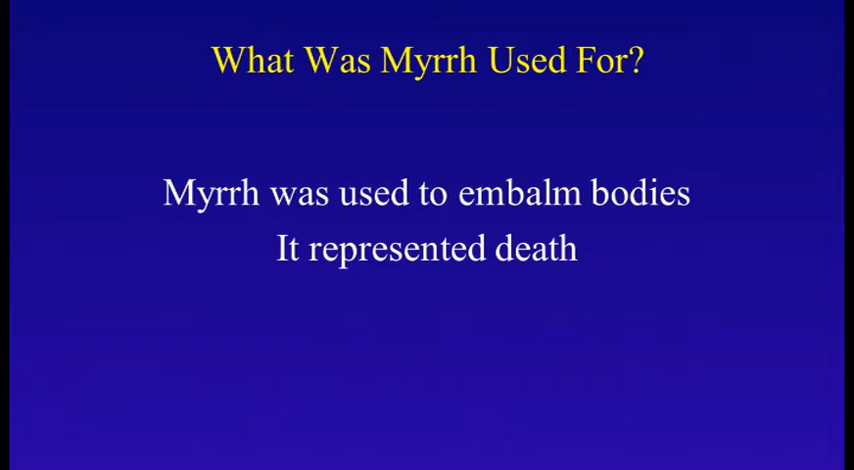 What Was Myrrh Used For?
Myrrh was used to embalm bodies
It represented death